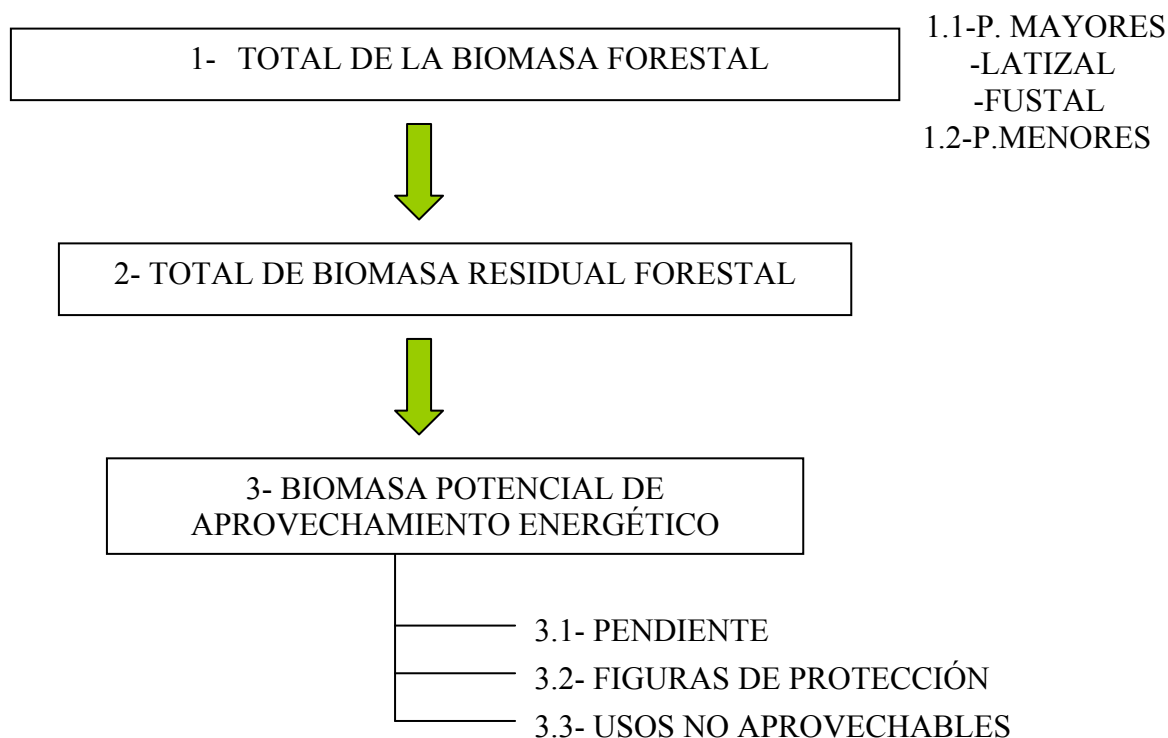 1- TOTAL DE LA BIOMASA FORESTAL
1.1-P. MAYORES
-LATIZAL
-FUSTAL
1.2-P.MENORES
2- TOTAL DE BIOMASA RESIDUAL FORESTAL
3- BIOMASA POTENCIAL DE
APROVECHAMIENTO ENERGÉTICO
3.1- PENDIENTE
3.2- FIGURAS DE PROTECCIÓN
3.3- USOS NO APROVECHABLES